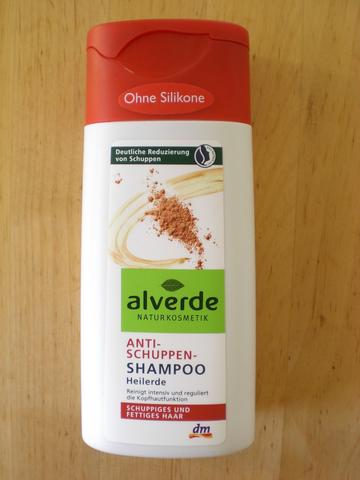 Ohne Silikone
Deutliche Reduzierung
von Schuppen
alverde
NATURKOSMETIK
ANTI-
SCHUPPEN-
SHAMPOO
Heilerde
Reinigt intensiv und reguliert
die Kopfhautfunktion
SCHUPPIGES UND
FETTIGES HAAR
dm